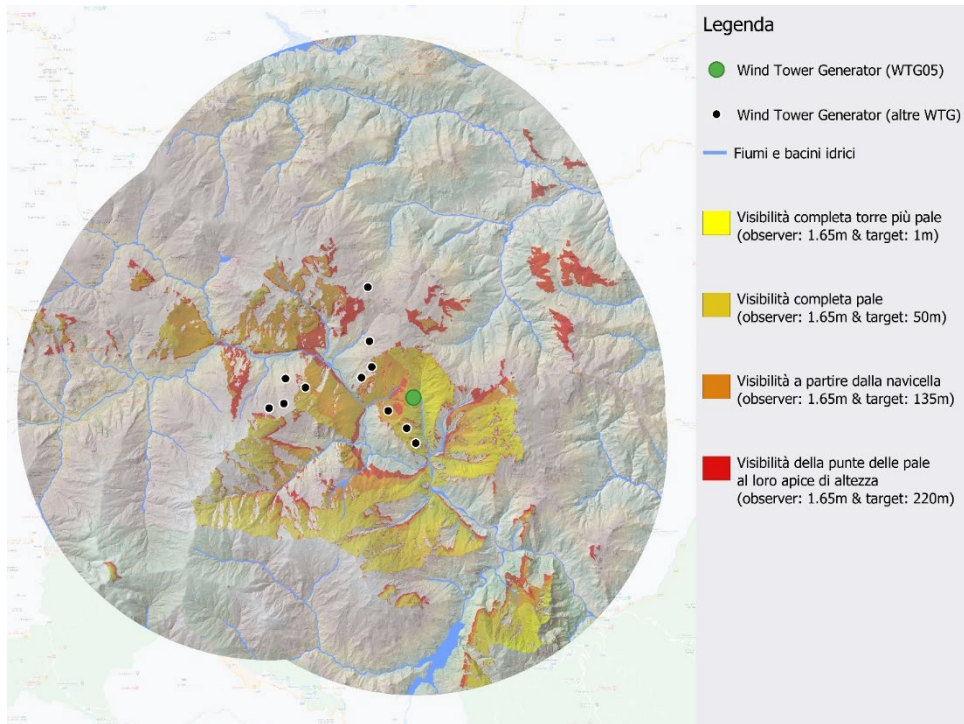 Legenda
Wind Tower Generator (WTG05)
Wind Tower Generator (altre WTG)
Fiumi e bacini idrici
Visibilità completa torre più pale
(observer: 1.65m & target: 1m)
Visibilità completa pale
(observer: 1.65m & target: 50m)
Visibilità a partire dalla navicella
(observer: 1.65m & target: 135m)
Visibilità della punte delle pale
al loro apice di altezza
(observer: 1.65m & target: 220m)